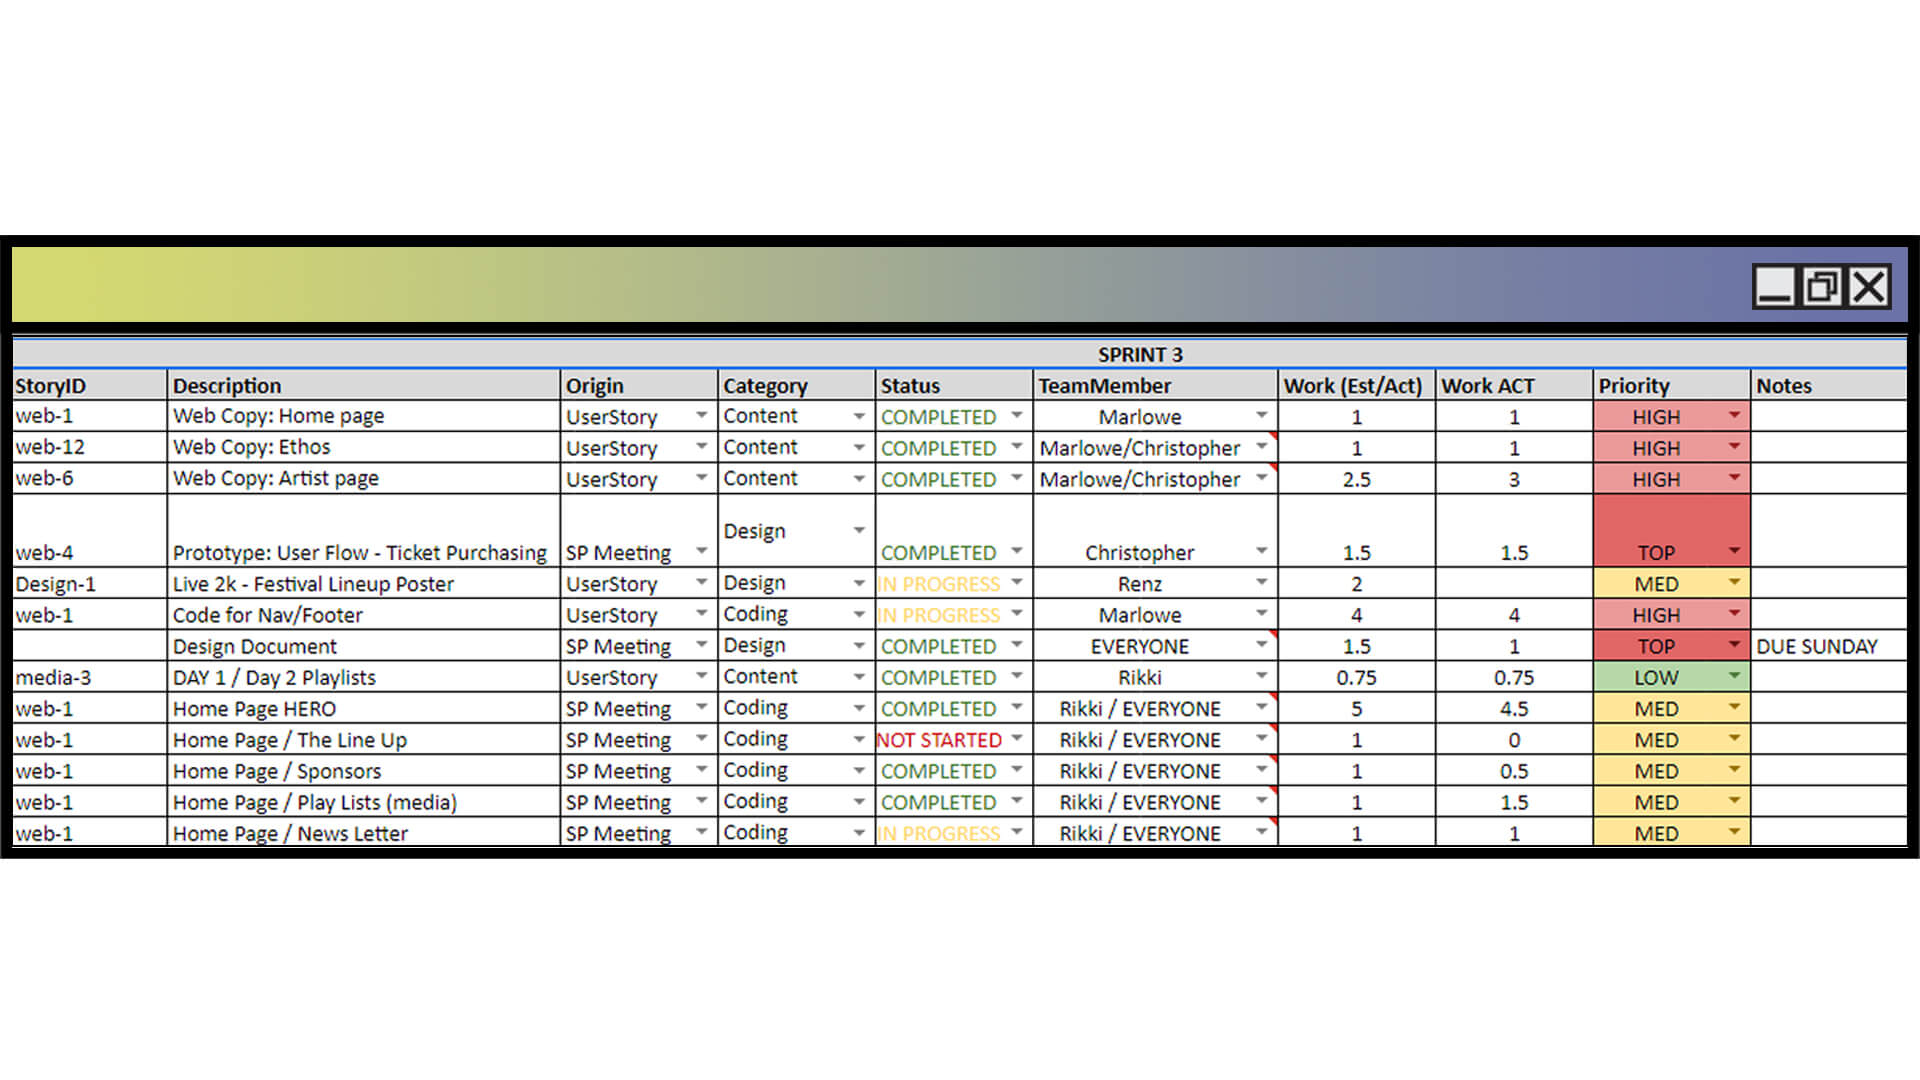 SPRINT 3
StoryID Description Origin Category Status TeamMember Work (Est/Act) Work ACT Priority Notes
web-1 Web Copy: Home page UserStory Content COMPLETED Marlowe 1 1 HIGH
web-12 Web Copy: Ethos UserStory Content COMPLETED Marlowe/Christopher 1 1 HIGH
web-6 Web Copy: Artist page UserStory Content COMPLETED Marlowe/Christopher 2.5 3 HIGH
web-4 Prototype: User Flow - Ticket Purchasing SP Meeting Design COMPLETED Christopher 1.5 1.5 TOP
Design-1 Live 2k - Festival Lineup Poster UserStory Design IN PROGRESS Renz 2 MED
web-1 Code for Nav/Footer UserStory Coding IN PROGRESS Marlowe 4 4 HIGH
Design Document SP Meeting Design COMPLETED EVERYONE 1.5 1 TOP DUE SUNDAY
media-3 DAY 1 / Day 2 Playlists UserStory Content COMPLETED Rikki 0.75 0.75 LOW
web-1 Home Page HERO SP Meeting Coding COMPLETED Rikki / EVERYONE 5 4.5 MED
web-1 Home Page / The Line Up SP Meeting Coding NOT STARTED Rikki / EVERYONE 1 0 MED
web-1 Home Page / Sponsors SP Meeting Coding COMPLETED Rikki / EVERYONE 1 0.5 MED
web-1 Home Page / Play Lists (media) SP Meeting Coding COMPLETED Rikki / EVERYONE 1 1.5 MED
web-1 Home Page / News Letter SP Meeting Coding IN PROGRESS Rikki / EVERYONE 1 1 MED